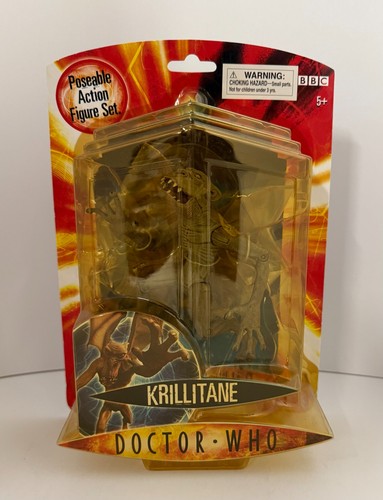 Poseable
Action
Figure Set.
WARNING:
CHOKING HAZARD—Small parts.
Not for children under 3 yrs.
BBC
5+
KRILLITANE
DOCTOR · WHO